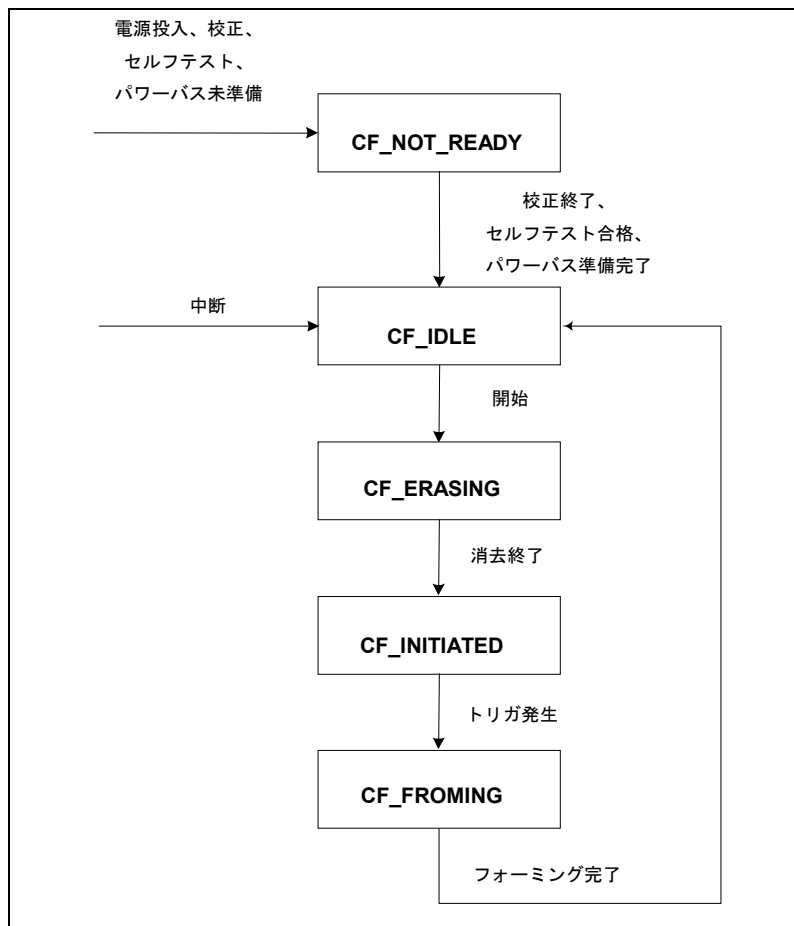 電源投入、校正、
セルフテスト、
パワーバス未準備
CF_NOT_READY
校正終了、
セルフテスト合格、
パワーバス準備完了
中断
CF_IDLE
開始
CF_ERASING
消去終了
CF_INITIATED
トリガ発生
CF_FROMING
フォーミング完了